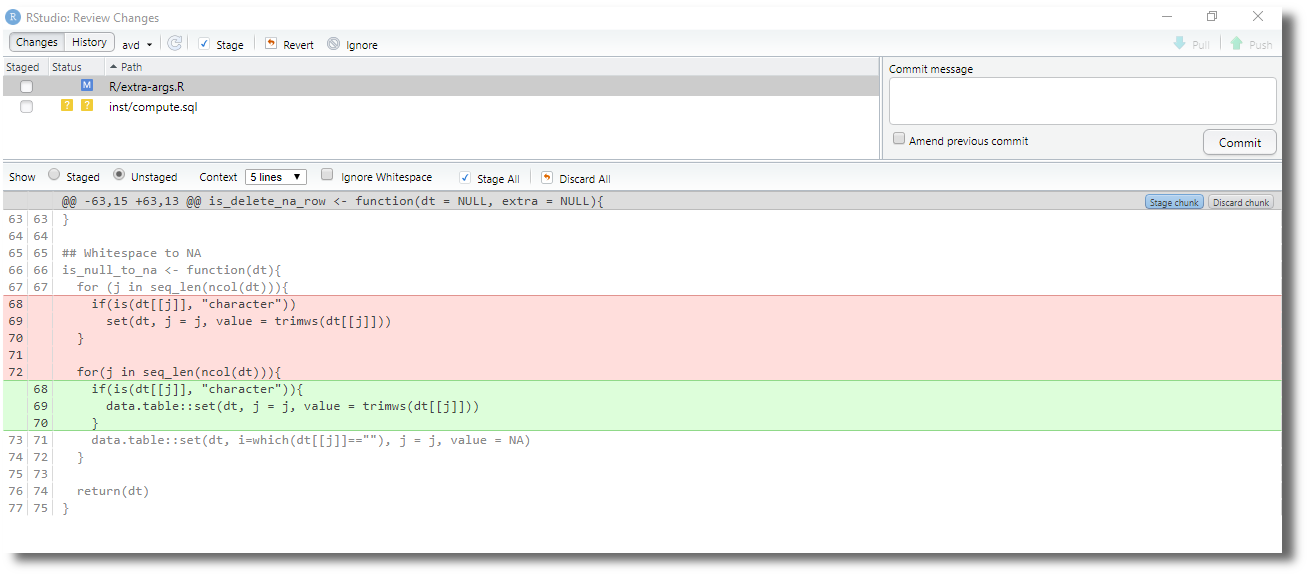 R RStudio: Review Changes
Changes History avd Stage Revert Ignore Pull Push
Staged Status Path
M R/extra-args.R
? ? inst/compute.sql
Commit message
Amend previous commit Commit
Show Staged Unstaged Context 5 lines Ignore Whitespace Stage All Discard All
@@ -63,15 +63,13 @@ is_delete_na_row <- function(dt = NULL, extra = NULL){ Stage chunk Discard chunk
63 63 }
64 64
65 65 ## Whitespace to NA
66 66 is_null_to_na <- function(dt){
67 67 for (j in seq_len(ncol(dt))){
68 if(is(dt[[j]], "character"))
69 set(dt, j = j, value = trimws(dt[[j]]))
70 }
71
72 for(j in seq_len(ncol(dt))){
68 if(is(dt[[j]], "character")){
69 data.table::set(dt, j = j, value = trimws(dt[[j]]))
70 }
73 71 data.table::set(dt, i=which(dt[[j]]==""), j = j, value = NA)
74 72 }
75 73
76 74 return(dt)
77 75 }